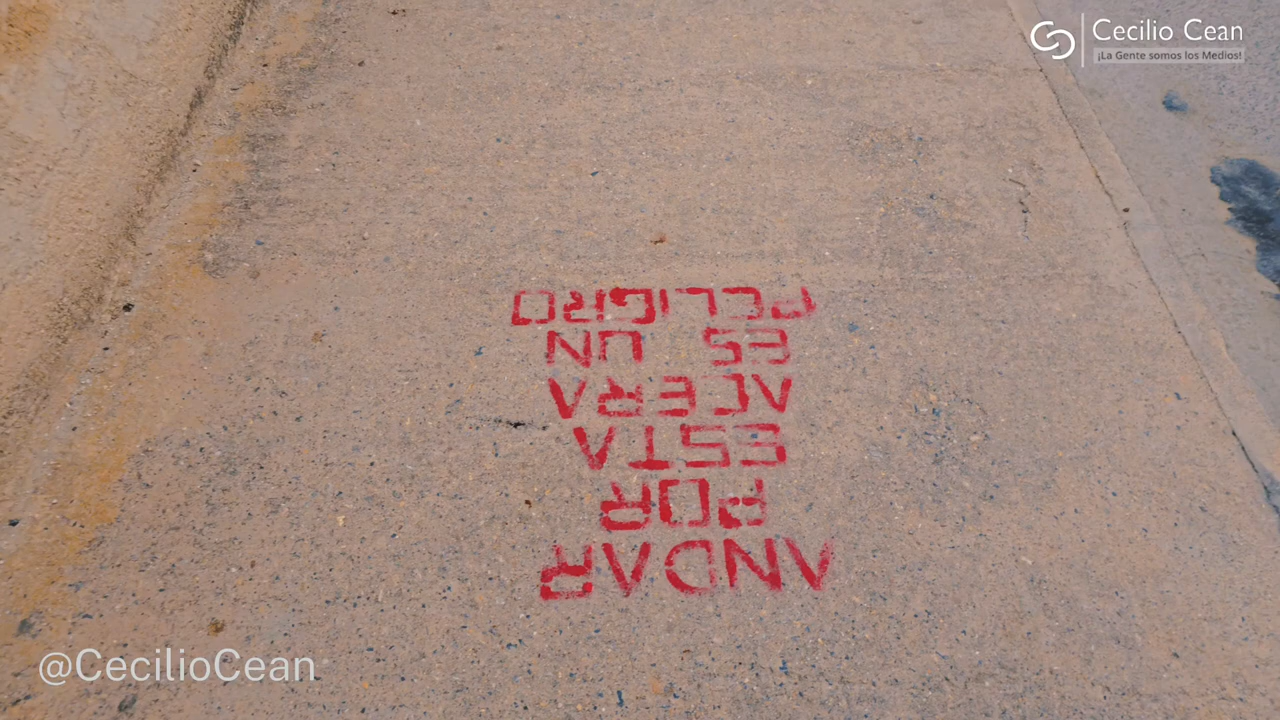 Cecilio Cean
¡La Gente somos los Medios!
ANDAR
POR
ESTA
ACERA
ES UN
PELIGRO
@CecilioCean